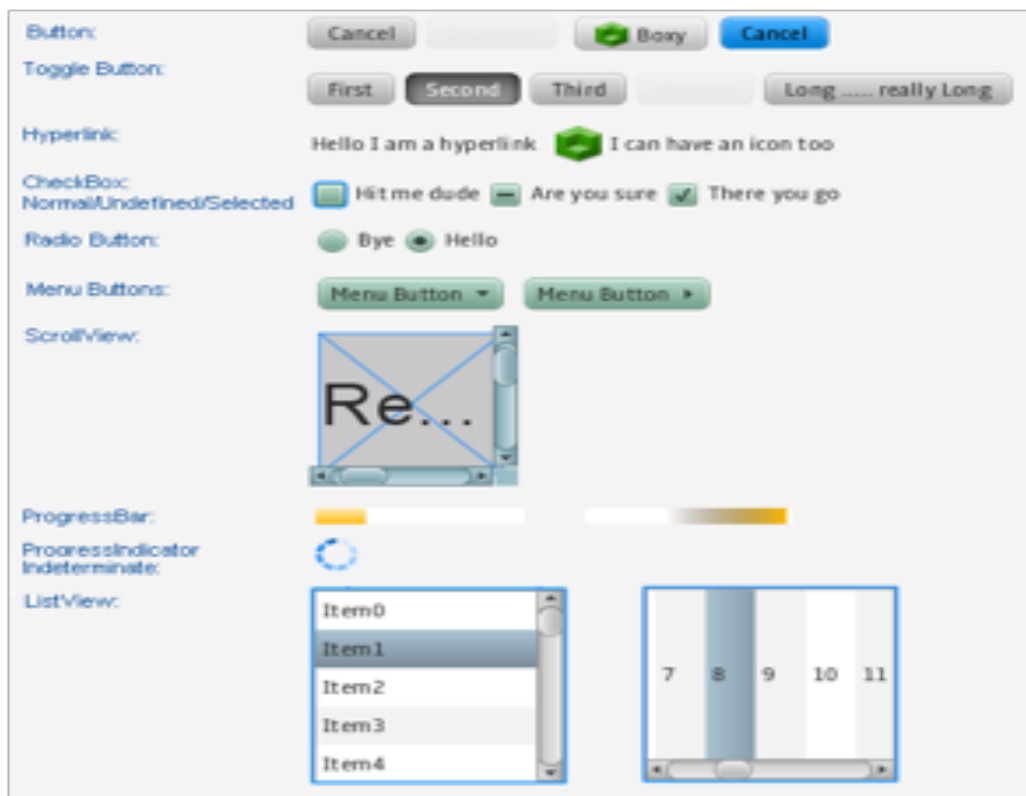 Button: Cancel Boxy Cancel
Toggle Button:
First Second Third Long ..... really Long
Hyperlink: Hello I am a hyperlink I can have an icon too
CheckBox:
Normal/Undefined/Selected Hit me dude Are you sure There you go
Radio Button: Bye Hello
Menu Buttons: Menu Button Menu Button
ScrollView:
Re...
ProgressBar:
ProgressIndicator
Indeterminate:
ListView:
Item0
Item1
Item2
Item3
Item4
7 8 9 10 11